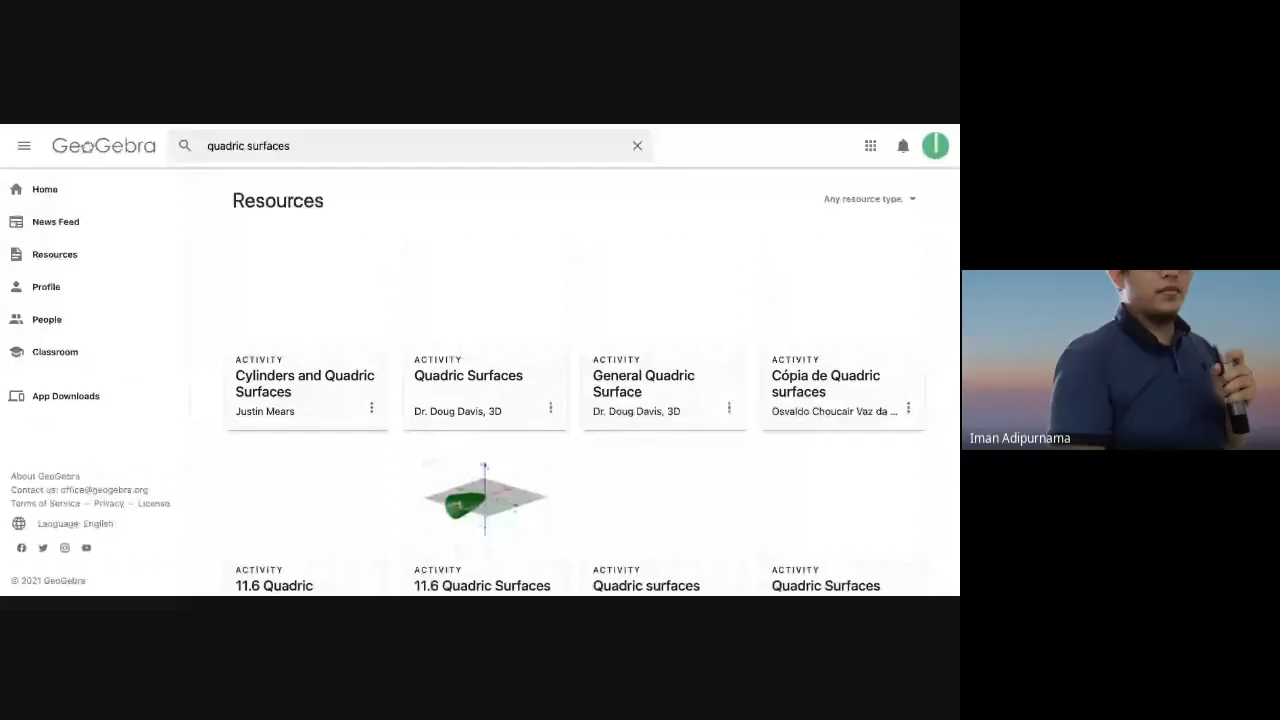 GeoGebra
quadric surfaces
Home
News Feed
Resources
Profile
People
Classroom
App Downloads
About GeoGebra
Contact us: office@geogebra.org
Terms of Service – Privacy – License
Language: English
© 2021 GeoGebra
Resources
Any resource type
ACTIVITY
Cylinders and Quadric
Surfaces
Justin Mears
ACTIVITY
Quadric Surfaces
Dr. Doug Davis, 3D
ACTIVITY
General Quadric
Surface
Dr. Doug Davis, 3D
ACTIVITY
Cópia de Quadric
surfaces
Osvaldo Choucair Vaz da ...
ACTIVITY
11.6 Quadric
ACTIVITY
11.6 Quadric Surfaces
ACTIVITY
Quadric surfaces
ACTIVITY
Quadric Surfaces
Iman Adipurnama